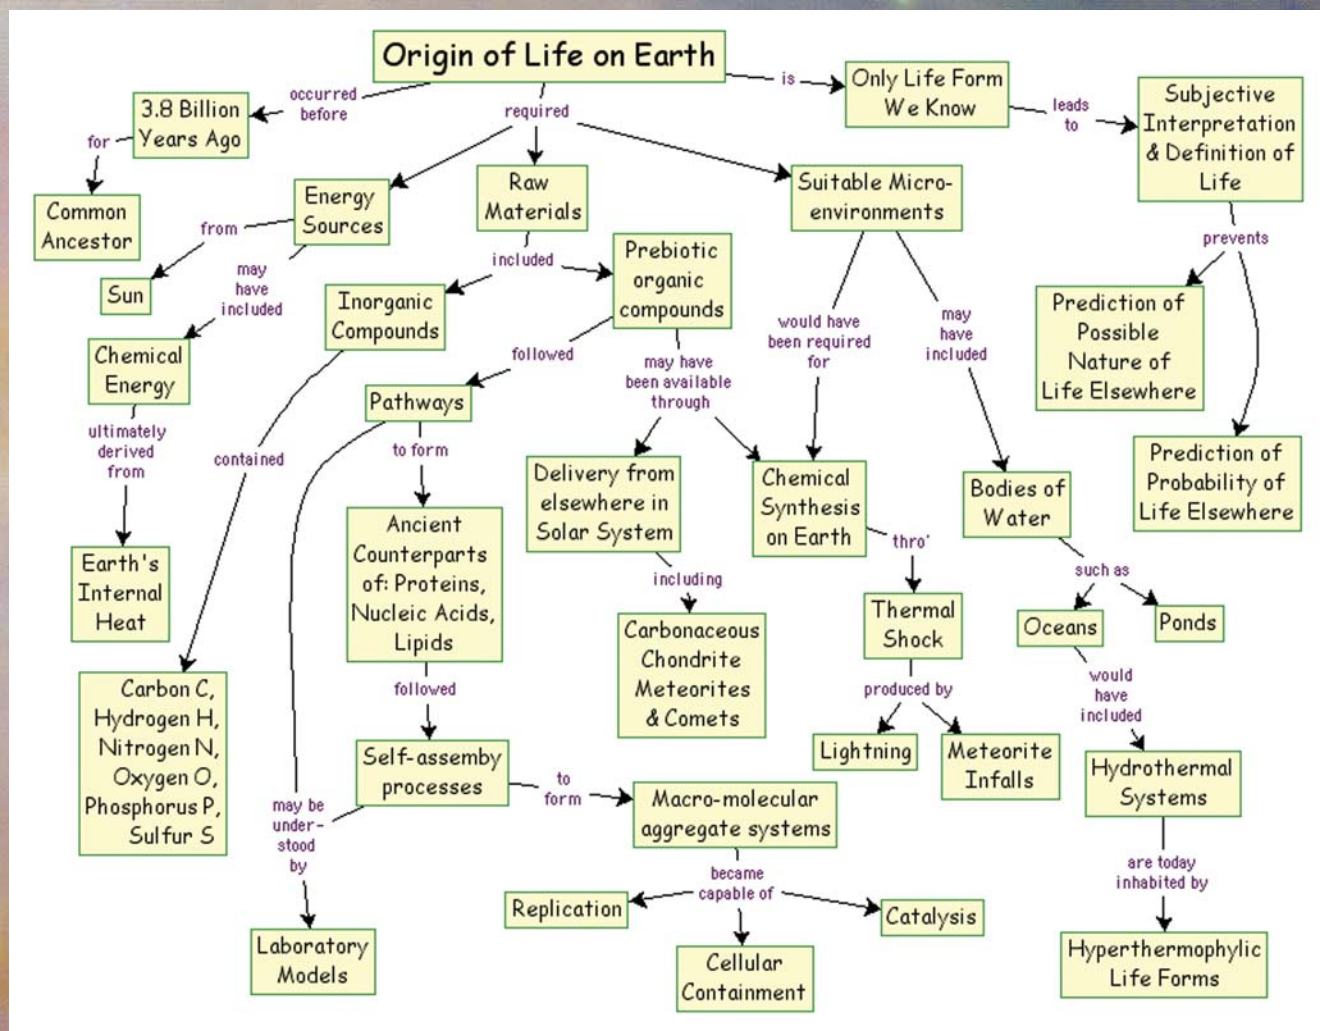 Origin of Life on Earth
is
Only Life Form
We Know
leads
to
Subjective
Interpretation
& Definition of
Life
occurred
before
3.8 Billion
Years Ago
for
Common
Ancestor
required
Energy
Sources
Raw
Materials
Suitable Micro-
environments
from
Sun
may
have
included
Chemical
Energy
ultimately
derived
from
Earth's
Internal
Heat
included
Inorganic
Compounds
Prebiotic
organic
compounds
contained
Carbon C,
Hydrogen H,
Nitrogen N,
Oxygen O,
Phosphorus P,
Sulfur S
followed
Pathways
to form
Ancient
Counterparts
of: Proteins,
Nucleic Acids,
Lipids
followed
Self-assemby
processes
may be
under-
stood
by
Laboratory
Models
to
form
Macro-molecular
aggregate systems
became
capable of
Replication
Cellular
Containment
Catalysis
may have
been available
through
Delivery from
elsewhere in
Solar System
including
Carbonaceous
Chondrite
Meteorites
& Comets
would have
been required
for
Chemical
Synthesis
on Earth
thro'
Thermal
Shock
produced by
Lightning
Meteorite
Infalls
may
have
included
Bodies of
Water
such as
Oceans
Ponds
would
have
included
Hydrothermal
Systems
are today
inhabited by
Hyperthermophylic
Life Forms
prevents
Prediction of
Possible
Nature of
Life Elsewhere
Prediction of
Probability of
Life Elsewhere